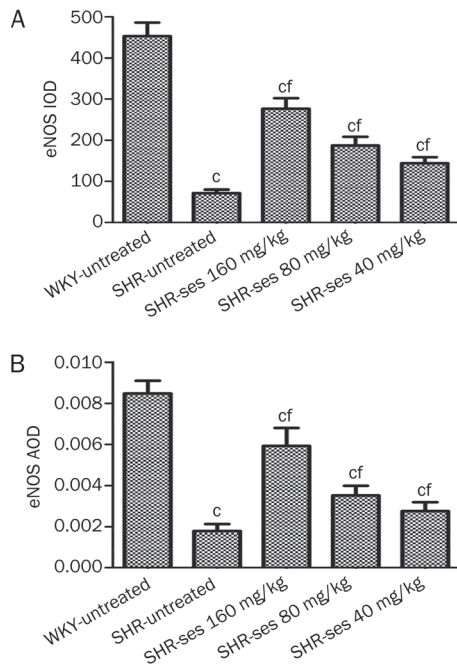 A
500
400
300
200
100
0
eNOS IOD
c
cf
cf
cf
WKY-untreated
SHR-untreated
SHR-ses 160 mg/kg
SHR-ses 80 mg/kg
SHR-ses 40 mg/kg
B
0.010
0.008
0.006
0.004
0.002
0.000
eNOS AOD
c
cf
cf
cf
WKY-untreated
SHR-untreated
SHR-ses 160 mg/kg
SHR-ses 80 mg/kg
SHR-ses 40 mg/kg